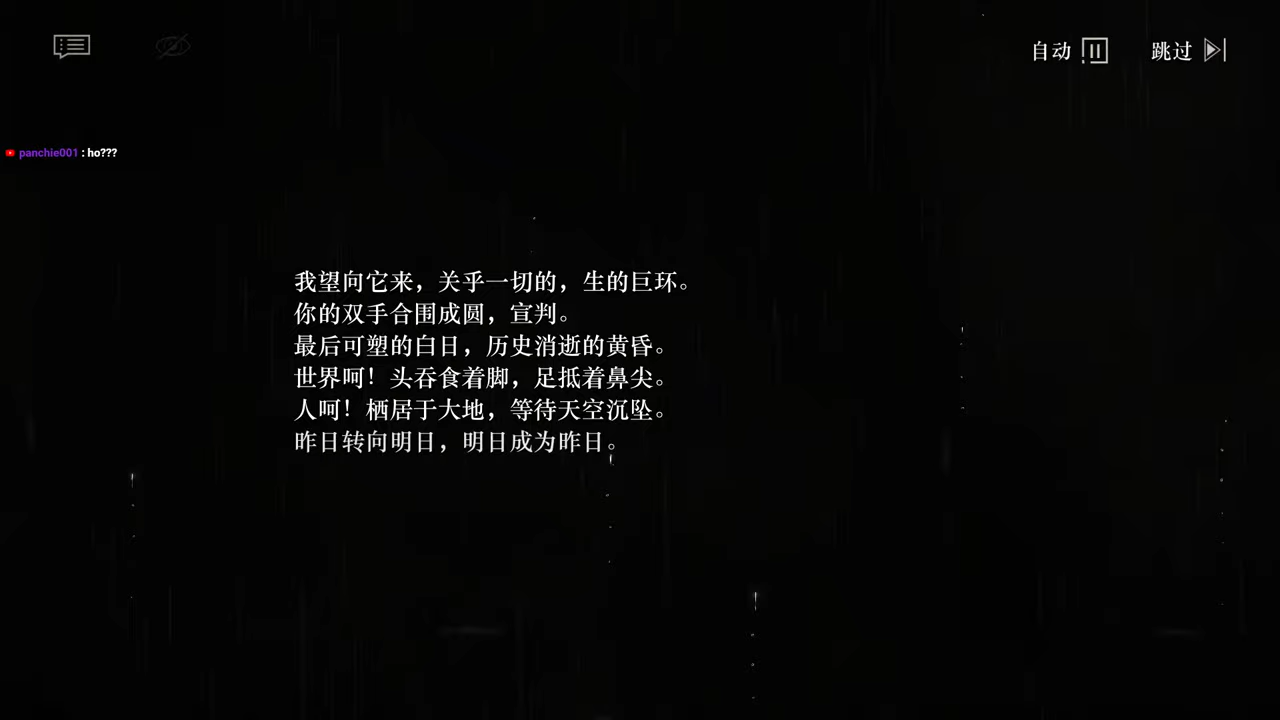 自动
跳过
panchie001 : ho???
我望向它来，关乎一切的，生的巨环。
你的双手合围成圆，宣判。
最后可塑的白日，历史消逝的黄昏。
世界呵！头吞食着脚，足抵着鼻尖。
人呵！栖居于大地，等待天空沉坠。
昨日转向明日，明日成为昨日。